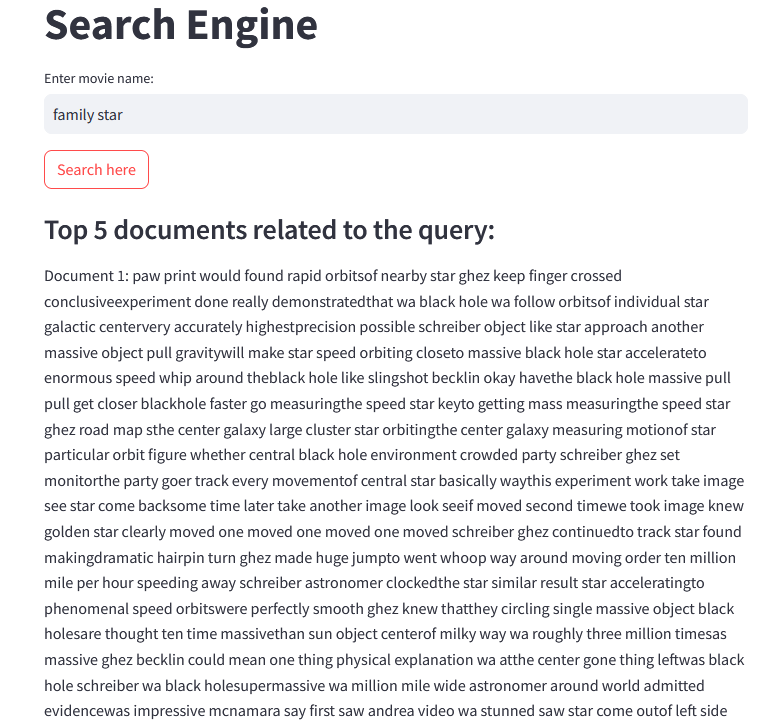 Search Engine
Enter movie name:
family star
Search here
Top 5 documents related to the query:
Document 1: paw print would found rapid orbitsof nearby star ghez keep finger crossed
conclusiveexperiment done really demonstratedthat wa black hole wa follow orbitsof individual star
galactic centervery accurately highestprecision possible schreiber object like star approach another
massive object pull gravitywill make star speed orbiting closeto massive black hole star accelerateto
enormous speed whip around theblack hole like slingshot becklin okay havethe black hole massive pull
pull get closer blackhole faster go measuringthe speed star keyto getting mass measuringthe speed star
ghez road map sthe center galaxy large cluster star orbitingthe center galaxy measuring motionof star
particular orbit figure whether central black hole environment crowded party schreiber ghez set
monitorthe party goer track every movementof central star basically waythis experiment work take image
see star come backsome time later take another image look seeif moved second timewe took image knew
golden star clearly moved one moved one moved one moved schreiber ghez continuedto track star found
makingdramatic hairpin turn ghez made huge jumpto went whoop way around moving order ten million
mile per hour speeding away schreiber astronomer clockedthe star similar result star acceleratingto
phenomenal speed orbitswere perfectly smooth ghez knew thatthey circling single massive object black
holesare thought ten time massivethan sun object centerof milky way wa roughly three million timesas
massive ghez becklin could mean one thing physical explanation wa atthe center gone thing leftwas black
hole schreiber wa black holesupermassive wa million mile wide astronomer around world admitted
evidencewas impressive mcnamara say first saw andrea video wa stunned saw star come outof left side